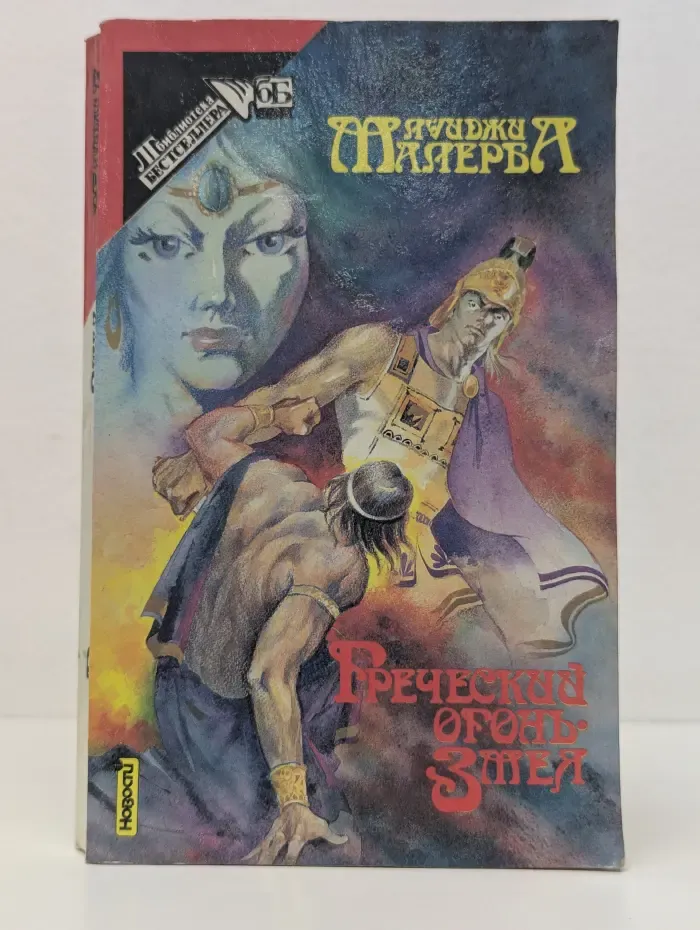 библиотека
БЕСТСЕЛЛЕРА
бБ
ЛУИДЖИ
МАЛЕРБА
ГРЕЧЕСКИЙ
ОГОНЬ·
ЗМЕЯ
НОВОСТИ